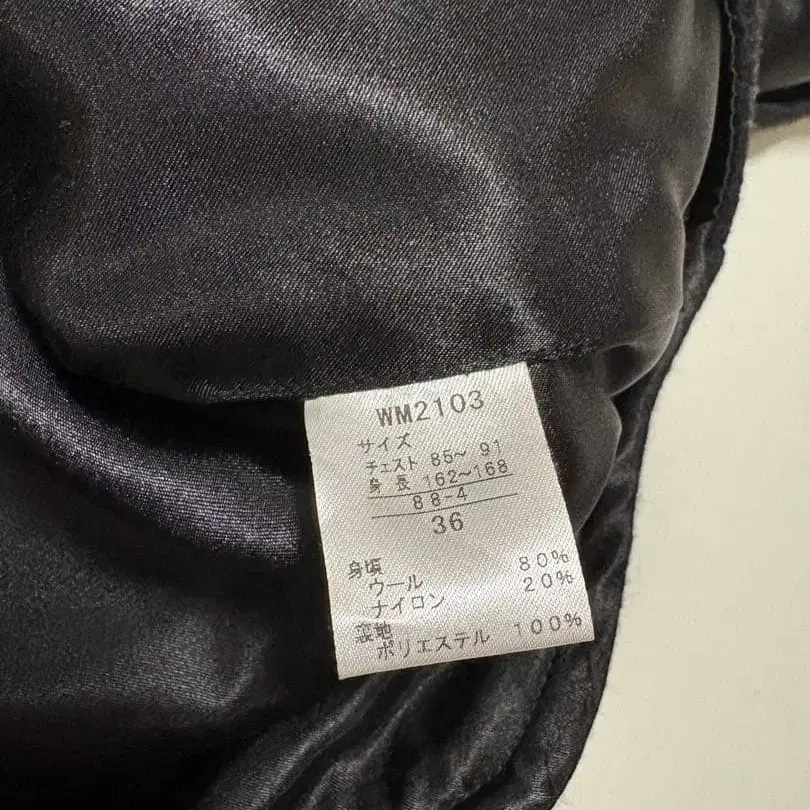 WM2103
サイズ
チェスト 85〜 91
身 長 162〜168
88-4
36
身頃
ウール 80%
ナイロン 20%
裏地
ポリエステル 100%